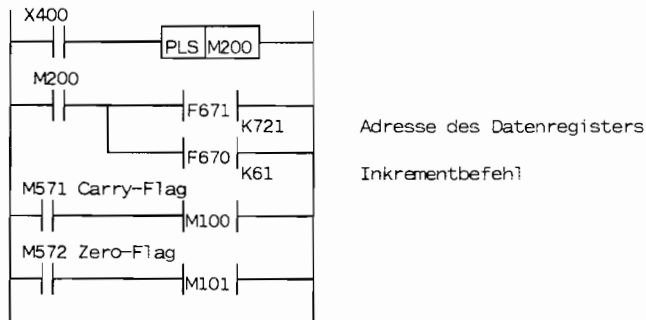 X400
PLS M200
M200
F671
K721 Adresse des Datenregisters
F670
K61 Inkrementbefehl
M571 Carry-Flag
M100
M572 Zero-Flag
M101